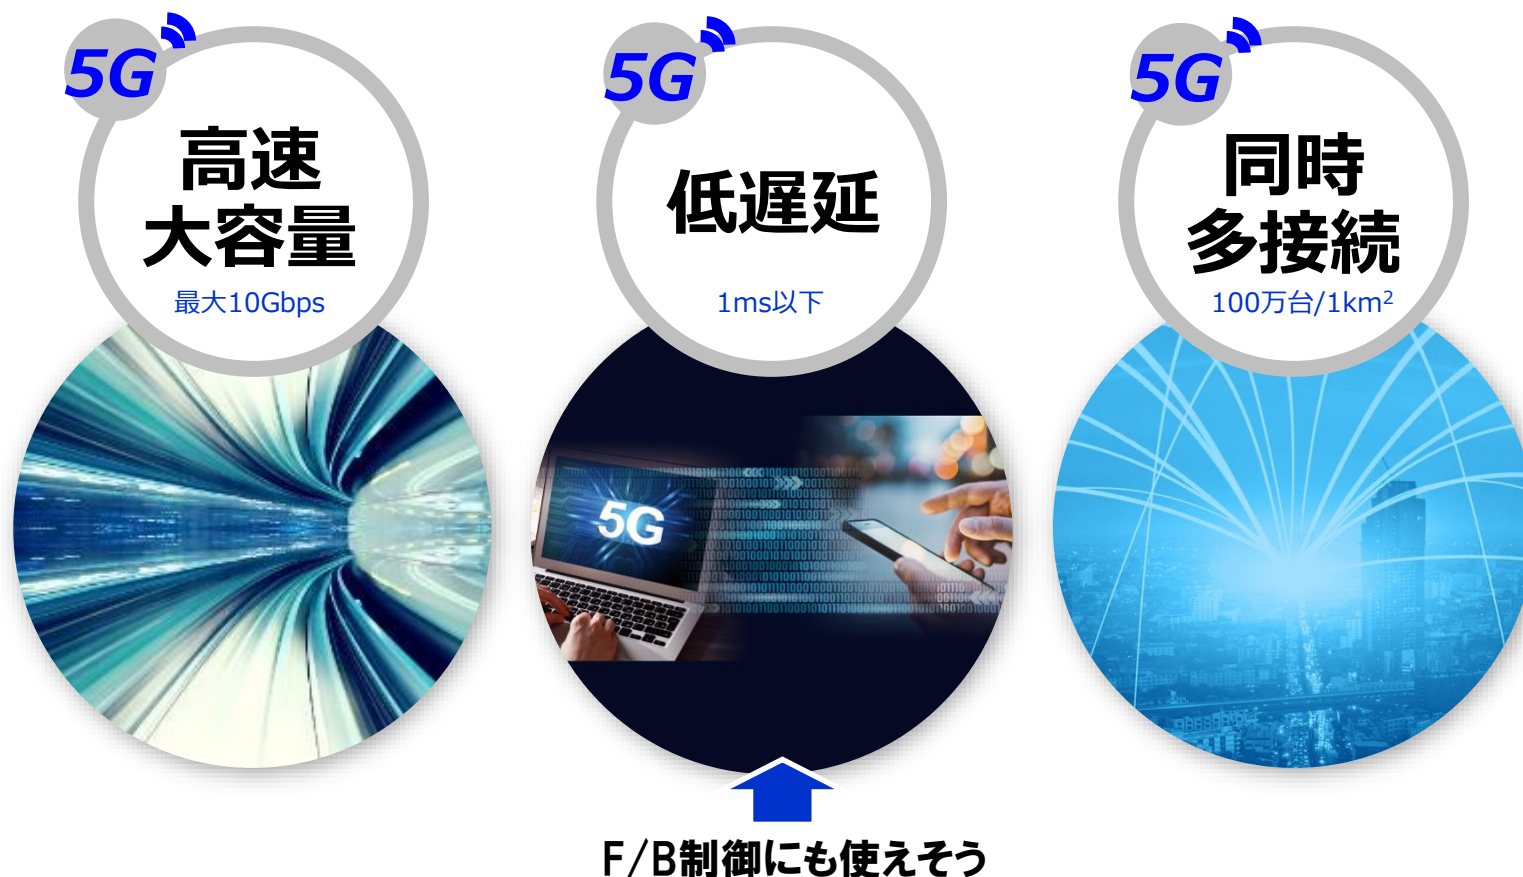 5G
高速
大容量
最大10Gbps
5G
低遅延
1ms以下
5G
同時
多接続
100万台/1km²
5G
F/B制御にも使えそう